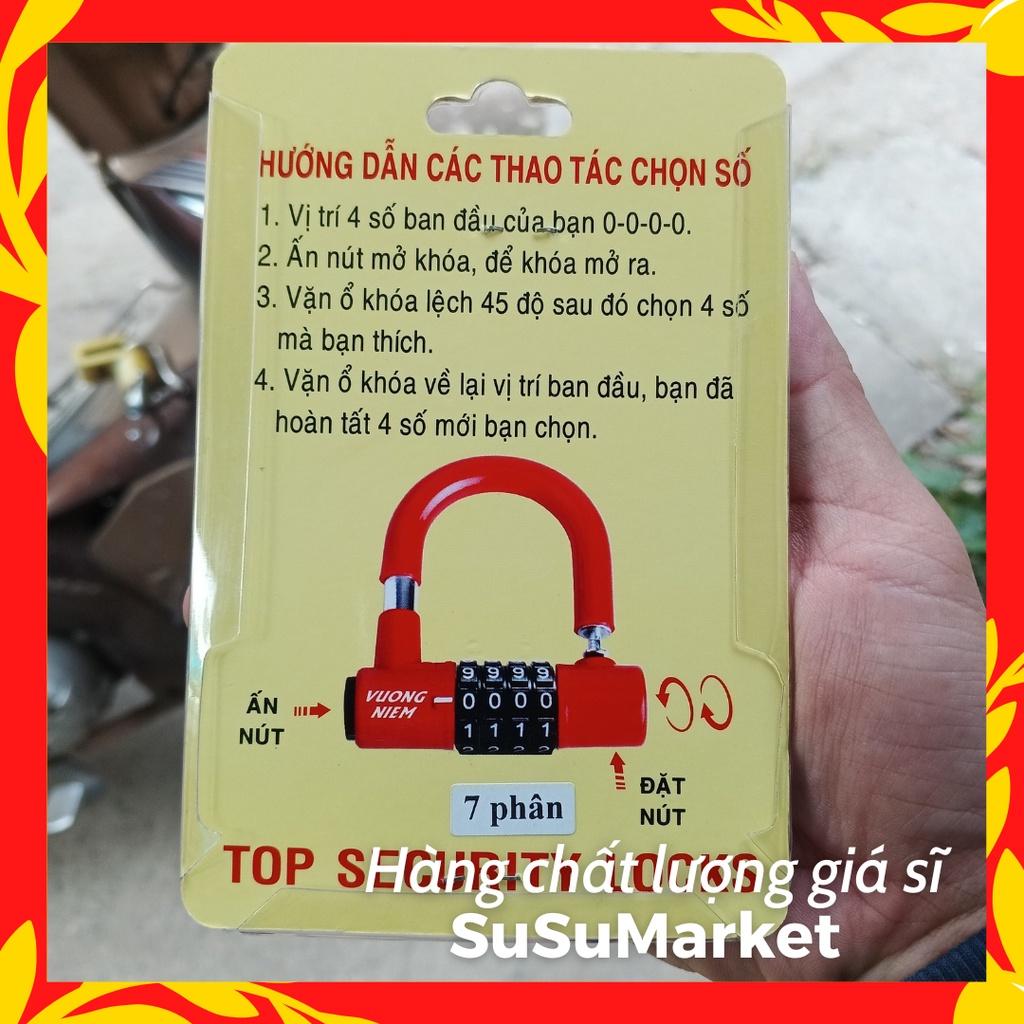 HƯỚNG DẪN CÁC THAO TÁC CHỌN SỐ
1. Vị trí 4 số ban đầu của bạn 0-0-0-0.
2. Ấn nút mở khóa, để khóa mở ra.
3. Vặn ổ khóa lệch 45 độ sau đó chọn 4 số
mà bạn thích.
4. Vặn ổ khóa về lại vị trí ban đầu, bạn đã
hoàn tất 4 số mới bạn chọn.
9 9 9 9
VUONG
NIEM
0 0 0 0
1 1 1 1
ẤN
NÚT
ĐẶT
NÚT
7 phân
TOP SECURITY LOCKS
Hàng chất lượng giá sĩ
SuSuMarket